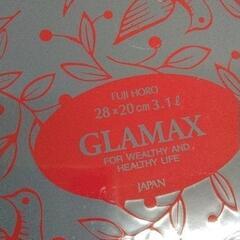 FUJI HORO
28×20cm 3.1ℓ
GLAMAX
FOR WEALTHY AND
HEALTHY LIFE
JAPAN